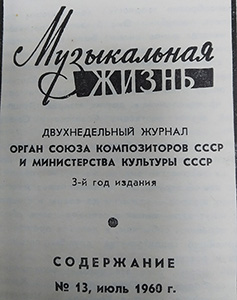 Музыкальная
ЖИЗНЬ
ДВУХНЕДЕЛЬНЫЙ ЖУРНАЛ
ОРГАН СОЮЗА КОМПОЗИТОРОВ СССР
И МИНИСТЕРСТВА КУЛЬТУРЫ СССР
3-й год издания
СОДЕРЖАНИЕ
№ 13, июль 1960 г.